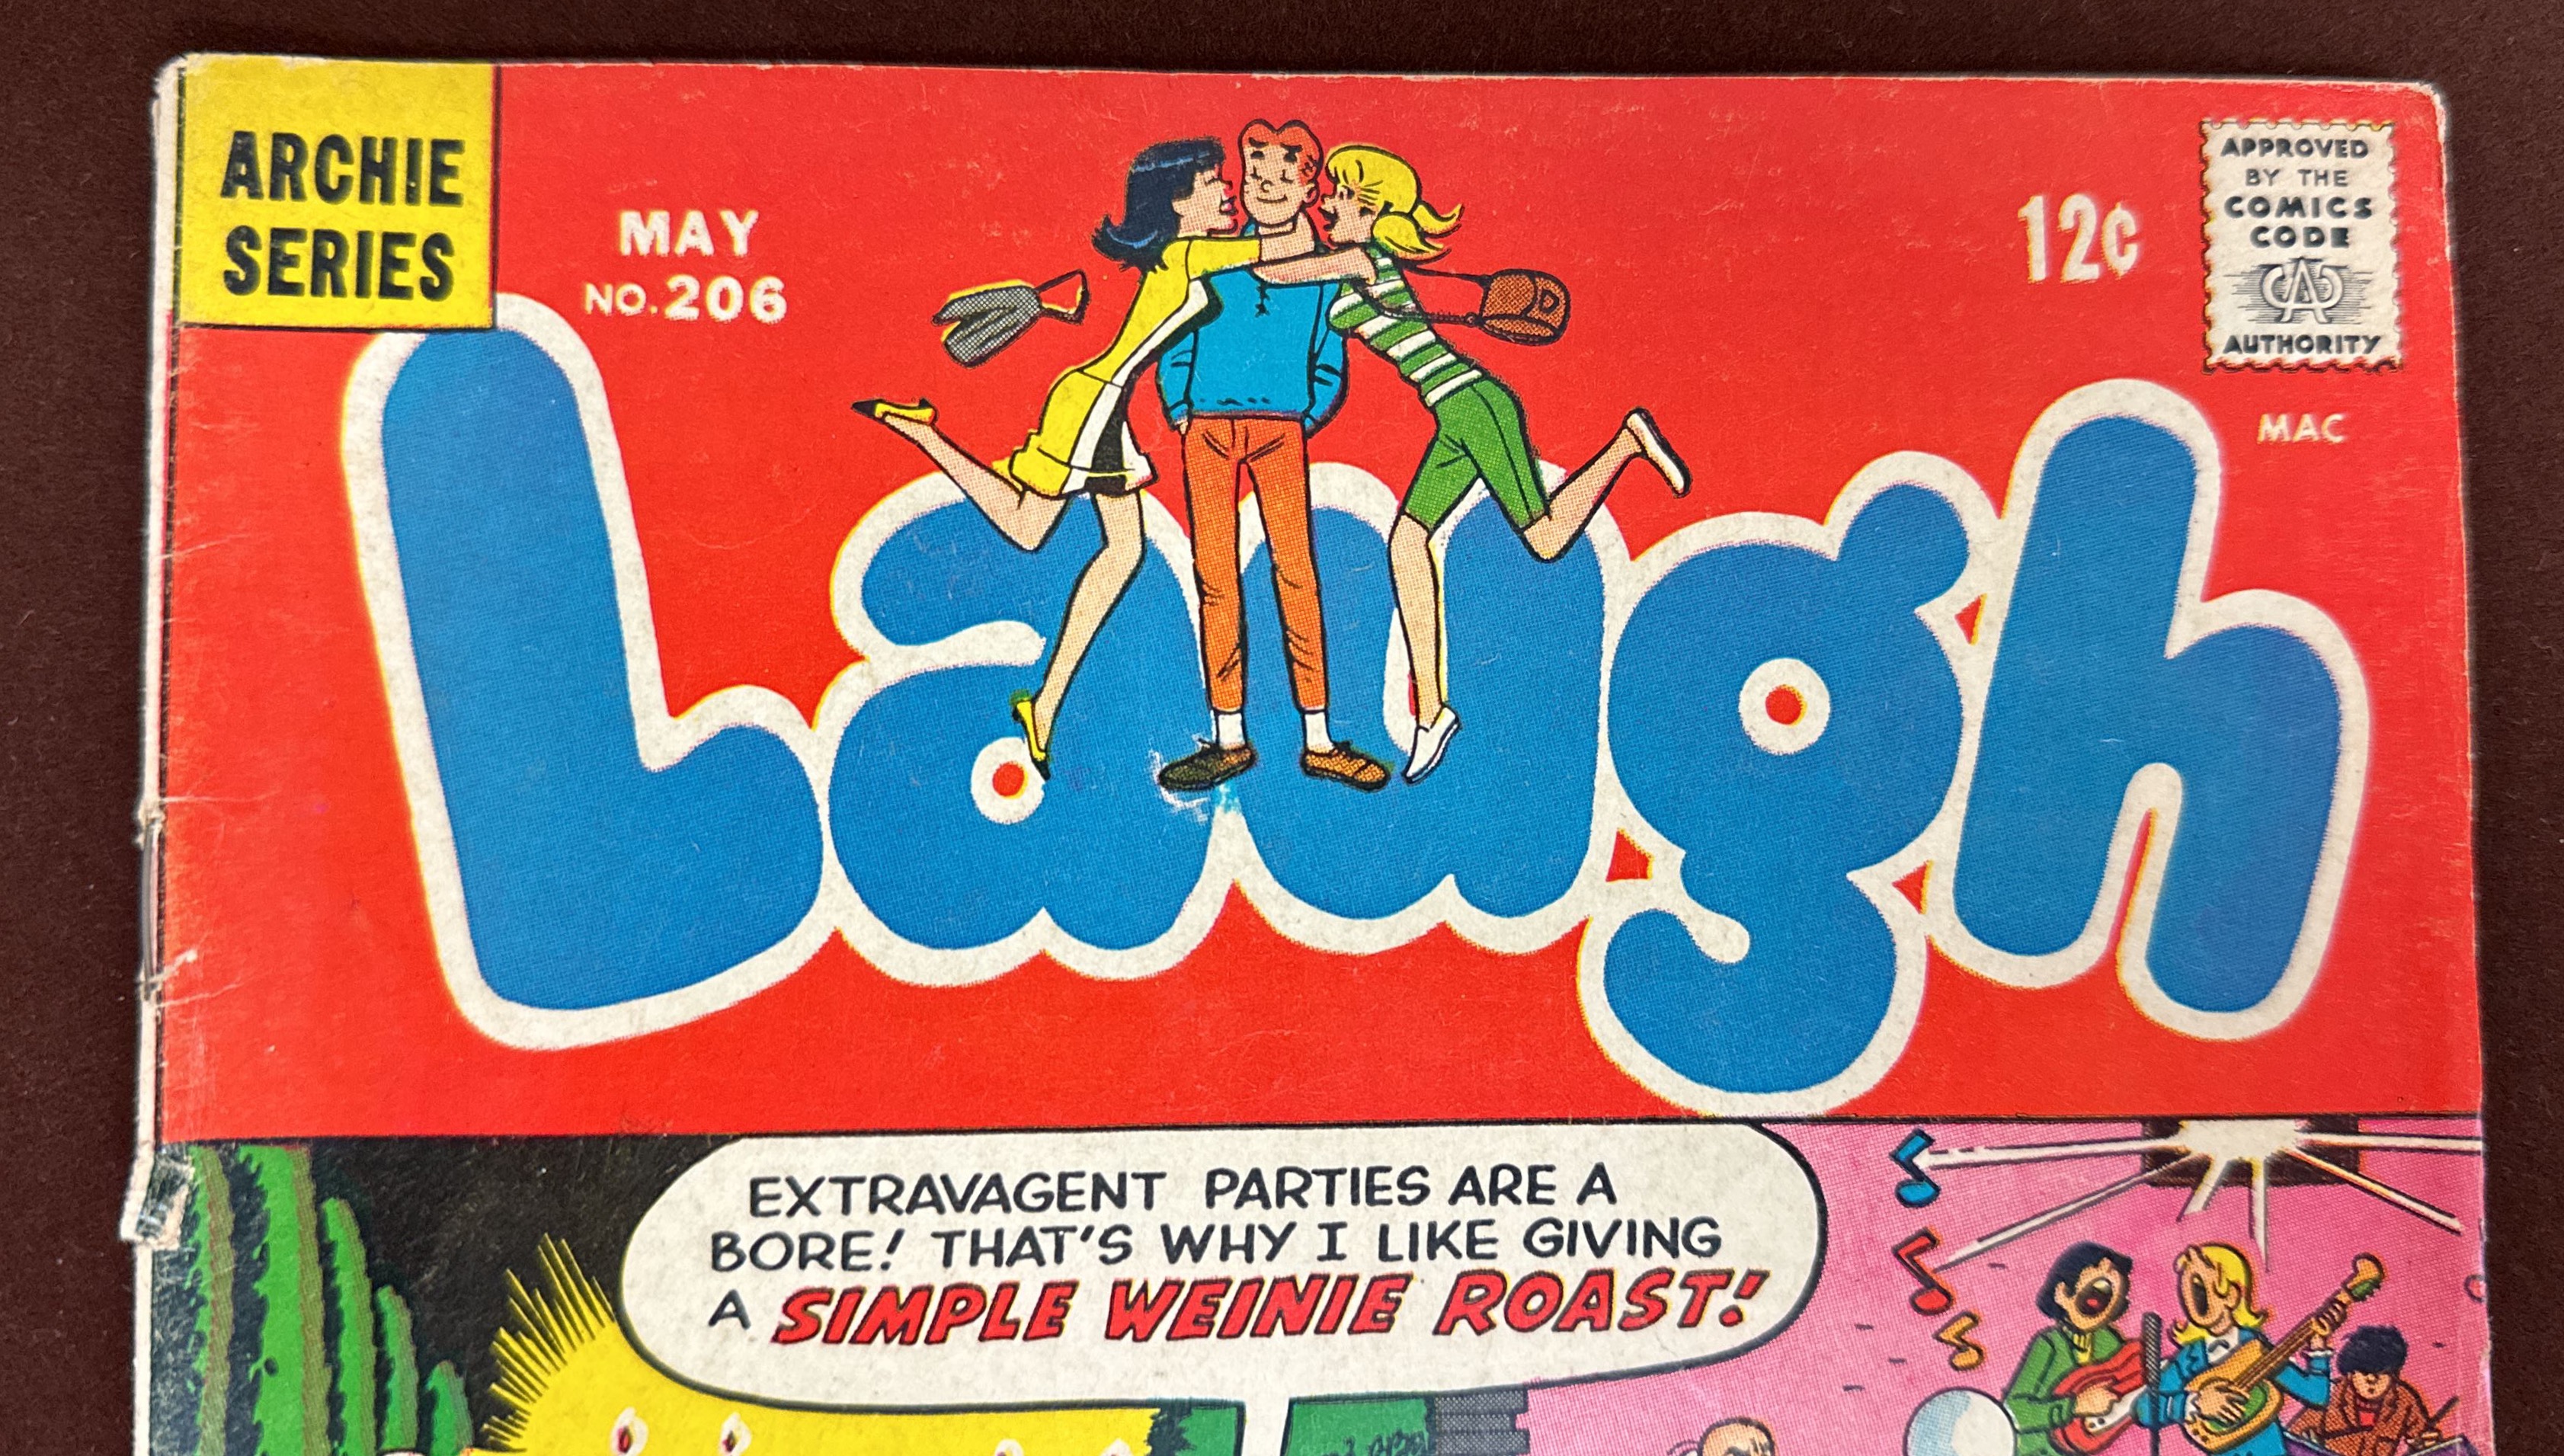 ARCHIE
SERIES
MAY
NO. 206
12¢
APPROVED
BY THE
COMICS
CODE
CA
AUTHORITY
MAC
Laugh
EXTRAVAGENT PARTIES ARE A
BORE! THAT'S WHY I LIKE GIVING
A SIMPLE WEINIE ROAST!